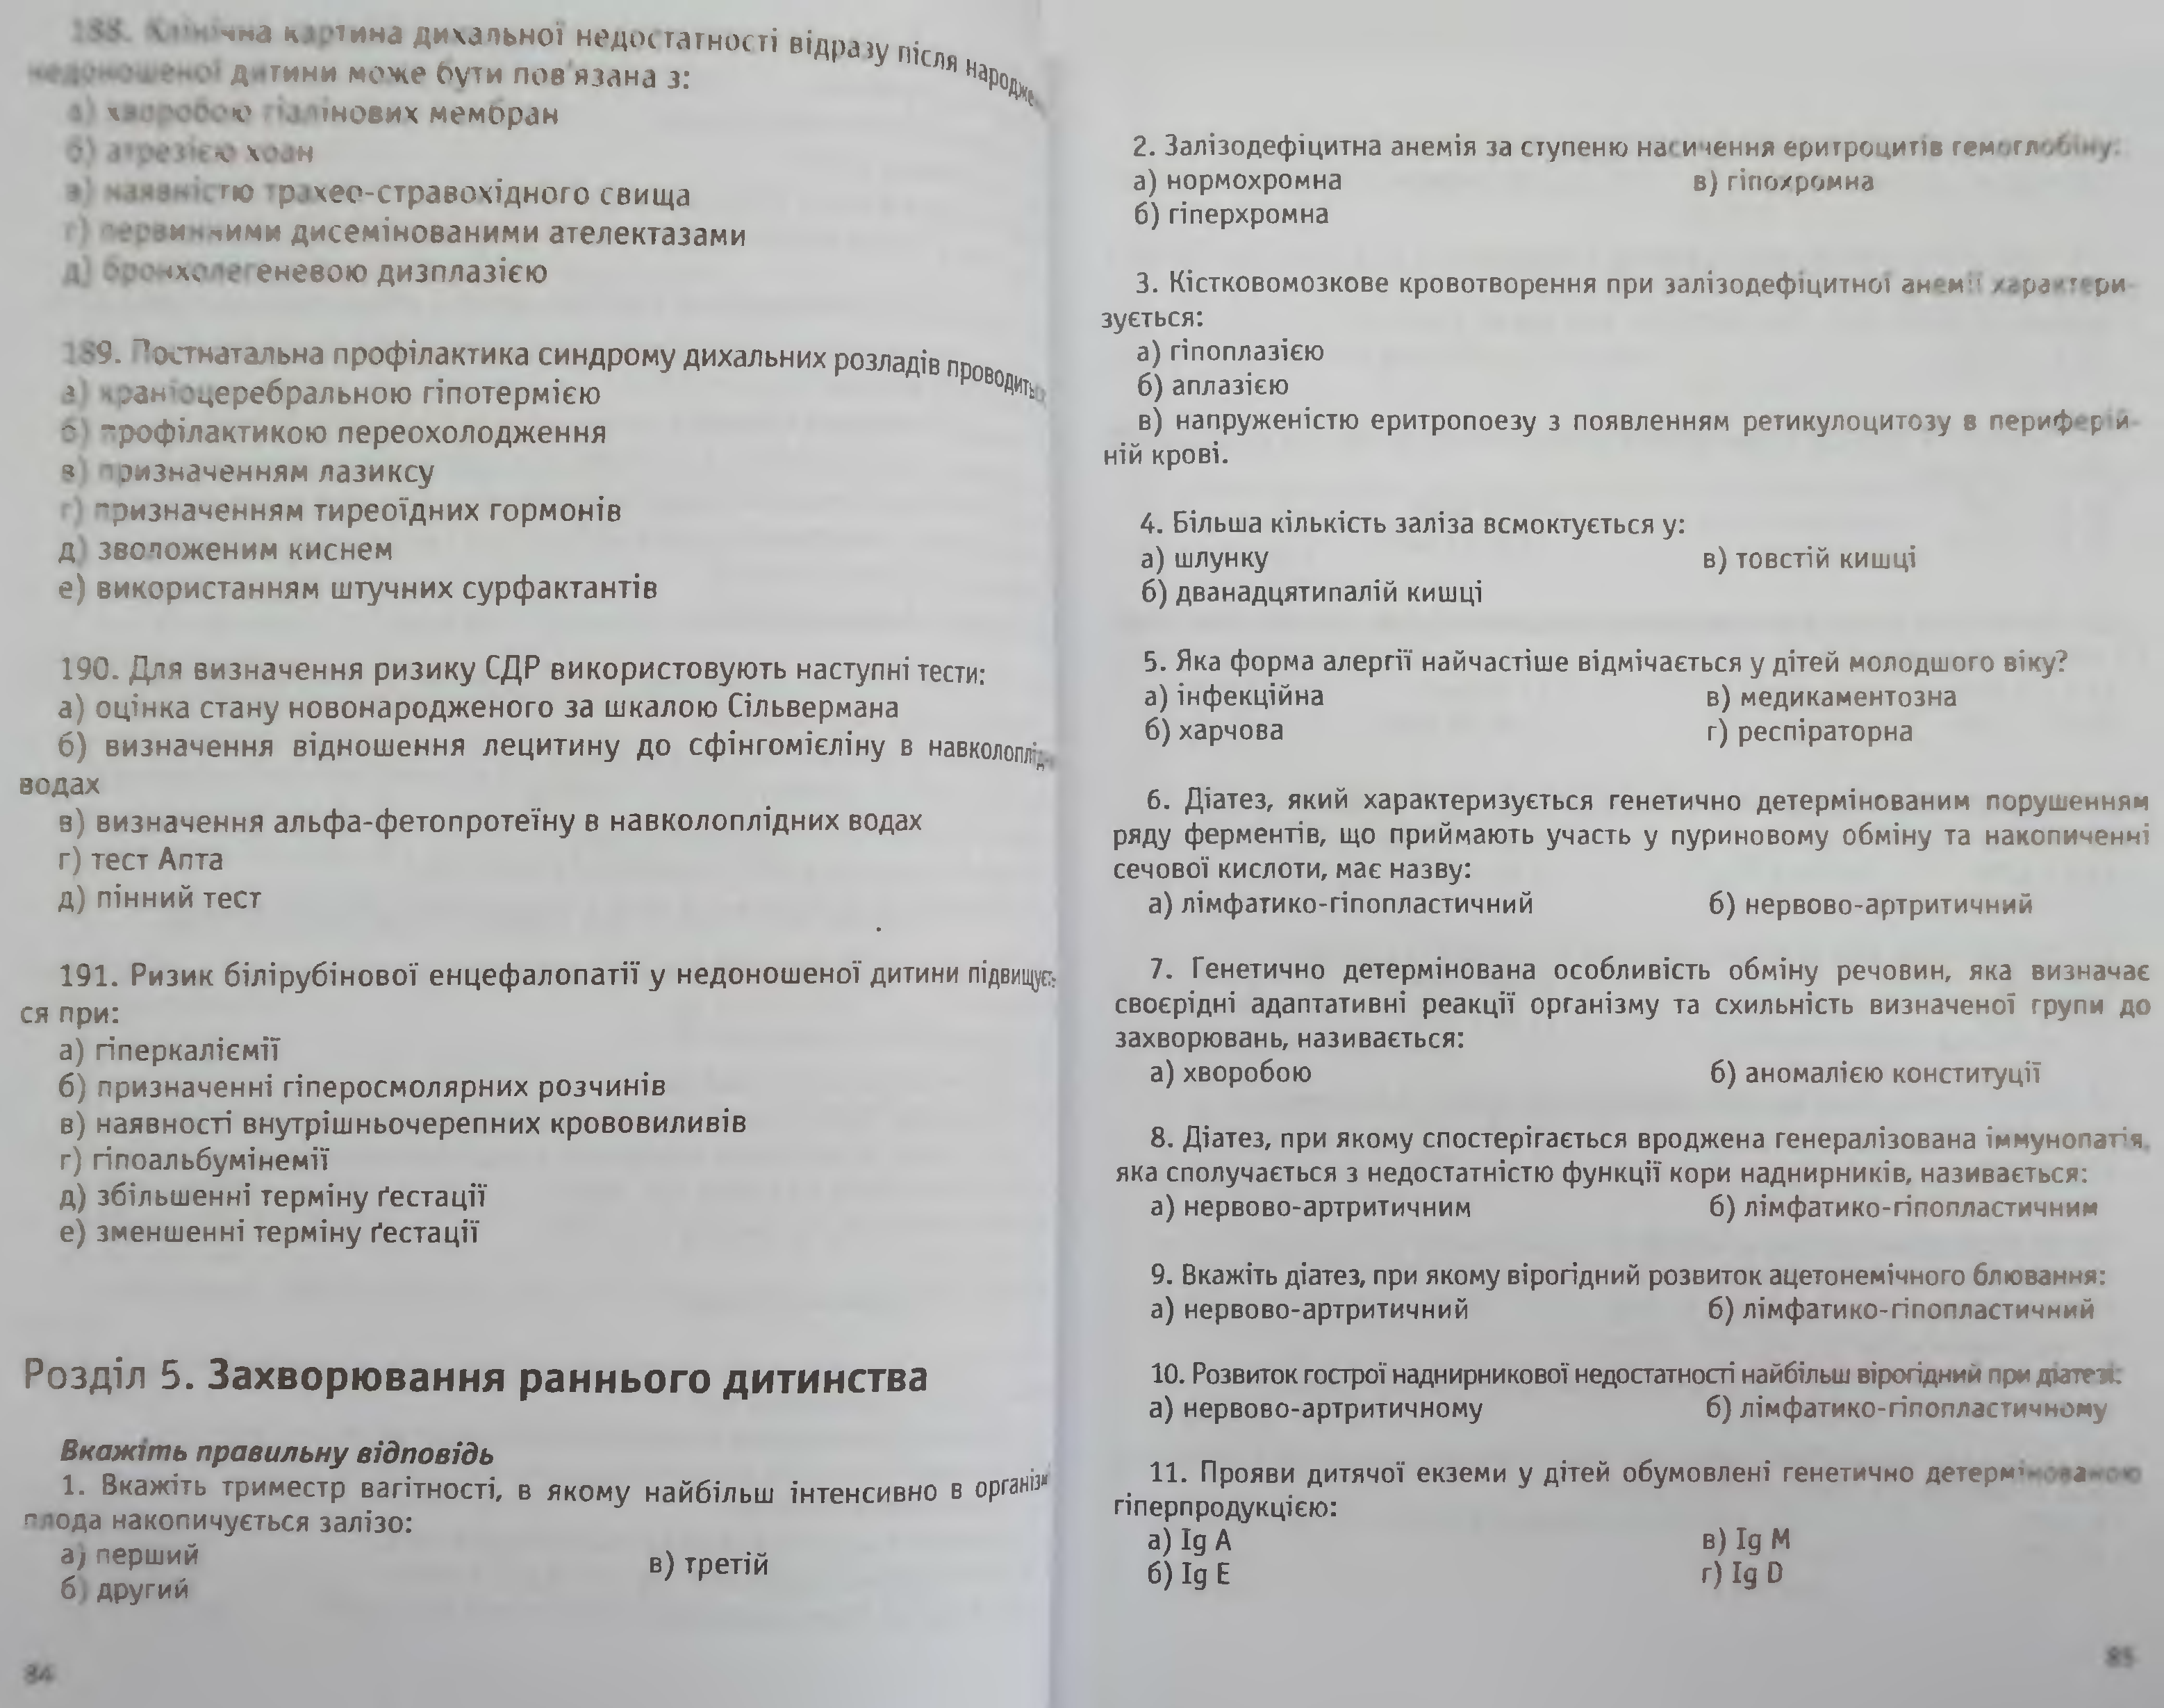 188. Клінічна картина дихальної недостатності відразу після народже
недоношеної дитини може бути пов'язана з:
а) хворобою гіалінових мембран
б) атрезією хоан
в) наявністю трахео-стравохідного свища
г) первинними дисемінованими ателектазами
д) бронхолегеневою дизплазією
189. Постнатальна профілактика синдрому дихальних розладів проводиться
а) краніоцеребральною гіпотермією
б) профілактикою переохолодження
в) призначенням лазиксу
г) призначенням тиреоїдних гормонів
д) зволоженим киснем
е) використанням штучних сурфактантів
190. Для визначення ризику СДР використовують наступні тести:
а) оцінка стану новонародженого за шкалою Сільвермана
б) визначення відношення лецитину до сфінгомієліну в навколоплід
водах
в) визначення альфа-фетопротеїну в навколоплідних водах
г) тест Апта
д) пінний тест
191. Ризик білірубінової енцефалопатії у недоношеної дитини підвищуєть-
ся при:
а) гіперкаліємії
б) призначенні гіперосмолярних розчинів
в) наявності внутрішньочерепних крововиливів
г) гіпоальбумінемії
д) збільшенні терміну ґестації
е) зменшенні терміну ґестації
Розділ 5. Захворювання раннього дитинства
Вкажіть правильну відповідь
1. Вкажіть триместр вагітності, в якому найбільш інтенсивно в організм
плода накопичується залізо:
а) перший в) третій
б) другий
84
2. Залізодефіцитна анемія за ступеню насичення еритроцитів гемоглобіну:
а) нормохромна в) гіпохромна
б) гіперхромна
3. Кістковомозкове кровотворення при залізодефіцитної анемії характери-
зується:
а) гіпоплазією
б) аплазією
в) напруженістю еритропоезу з появленням ретикулоцитозу в периферій-
ній крові.
4. Більша кількість заліза всмоктується у:
а) шлунку в) товстій кишці
б) дванадцятипалій кишці
5. Яка форма алергії найчастіше відмічається у дітей молодшого віку?
а) інфекційна в) медикаментозна
б) харчова г) респіраторна
6. Діатез, який характеризується генетично детермінованим порушенням
ряду ферментів, що приймають участь у пуриновому обміну та накопиченні
сечової кислоти, має назву:
а) лімфатико-гіпопластичний б) нервово-артритичний
7. Генетично детермінована особливість обміну речовин, яка визначає
своєрідні адаптативні реакції організму та схильність визначеної групи до
захворювань, називається:
а) хворобою б) аномалією конституції
8. Діатез, при якому спостерігається вроджена генералізована іммунопатія,
яка сполучається з недостатністю функції кори наднирників, називається:
а) нервово-артритичним б) лімфатико-гіпопластичним
9. Вкажіть діатез, при якому вірогідний розвиток ацетонемічного блювання:
а) нервово-артритичний б) лімфатико-гіпопластичний
10. Розвиток гострої наднирникової недостатності найбільш вірогідний при діатезі:
а) нервово-артритичному б) лімфатико-гіпопластичному
11. Прояви дитячої екземи у дітей обумовлені генетично детермінованою
гіперпродукцією:
а) Ig A в) Ig M
б) Ig E г) Ig D
85